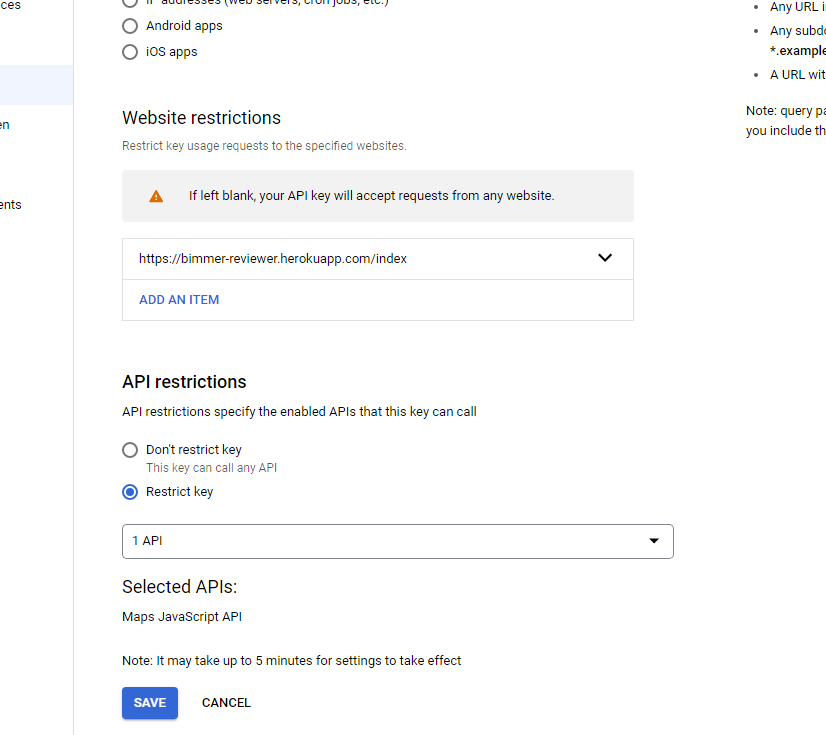 ces
IP addresses (web servers, cron jobs, etc.)
Android apps
iOS apps
en
ents
Website restrictions
Restrict key usage requests to the specified websites.
If left blank, your API key will accept requests from any website.
https://bimmer-reviewer.herokuapp.com/index
ADD AN ITEM
API restrictions
API restrictions specify the enabled APIs that this key can call
Don't restrict key
This key can call any API
Restrict key
1 API
Selected APIs:
Maps JavaScript API
Note: It may take up to 5 minutes for settings to take effect
SAVE CANCEL
Any URL i
Any subdo
*.example
A URL wit
Note: query pa
you include th